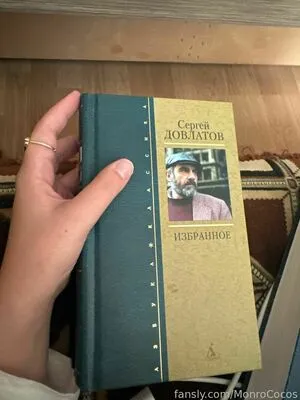 Сергей
ДОВЛАТОВ
ИЗБРАННОЕ
АЗБУКА-КЛАССИКА
fansly.com/MonroCocos